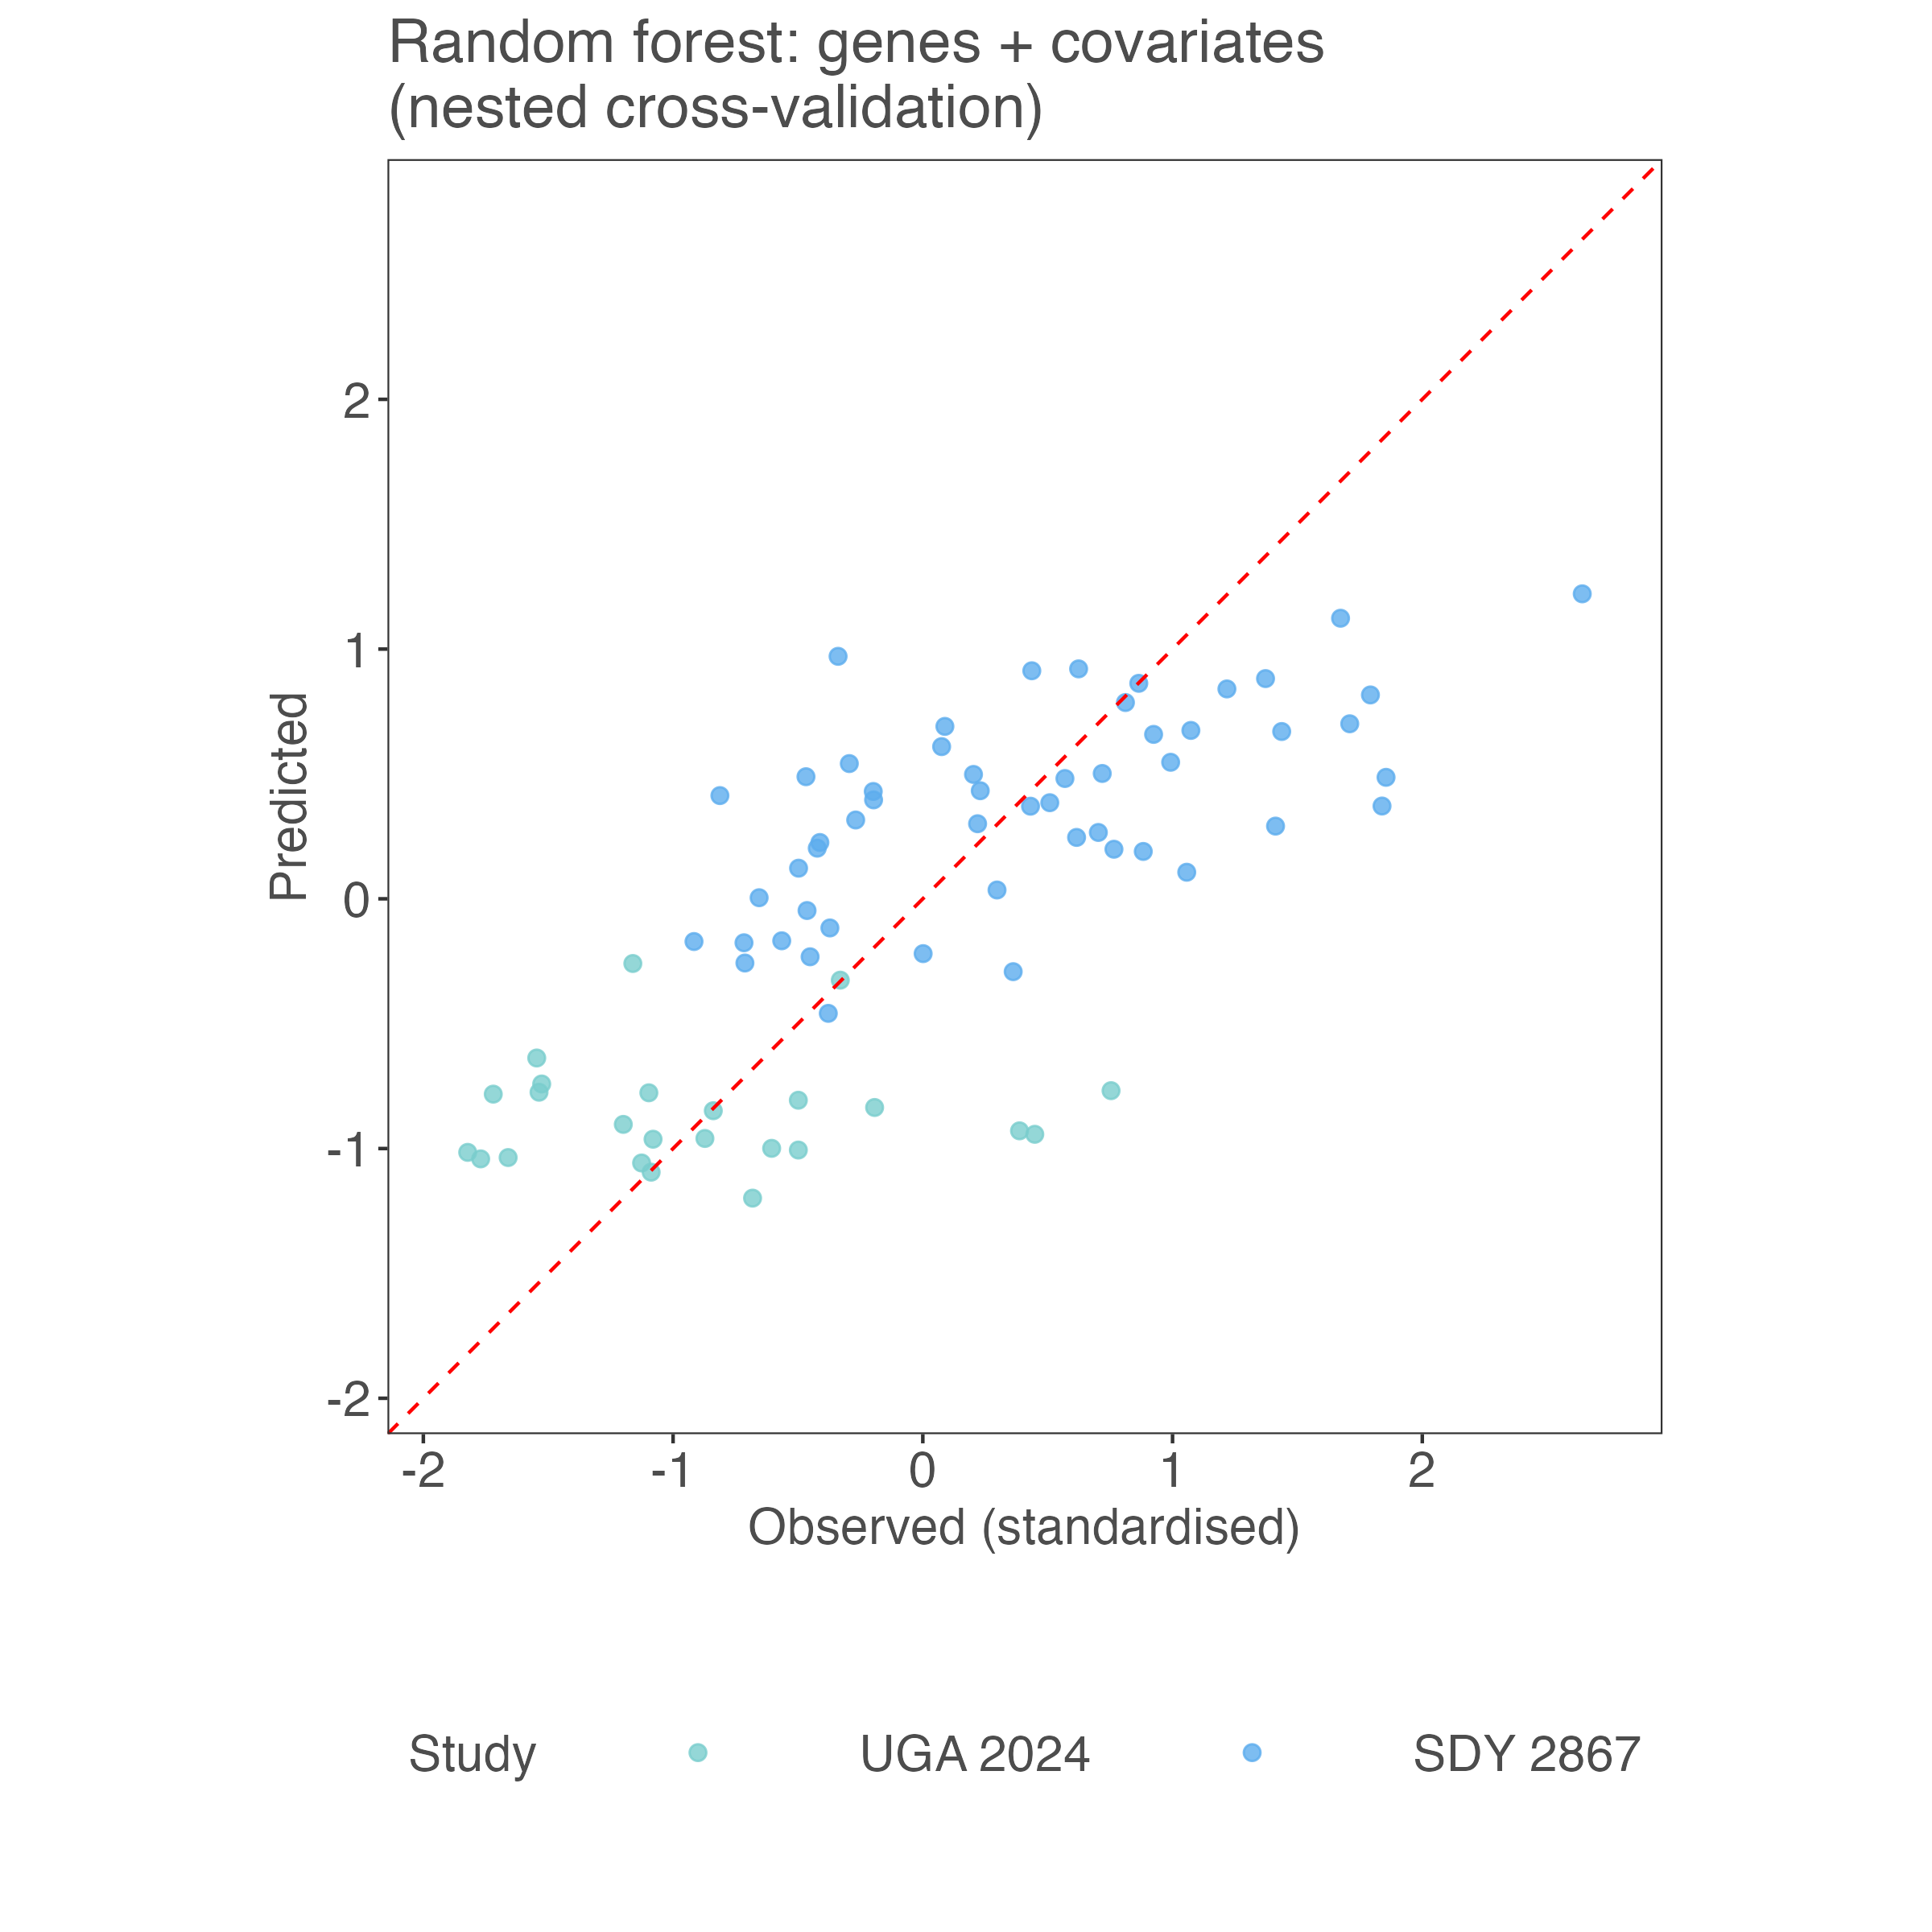 Random forest: genes + covariates
(nested cross-validation)
Predicted
2
1
0
-1
-2
-2 -1 0 1 2
Observed (standardised)
Study UGA 2024 SDY 2867